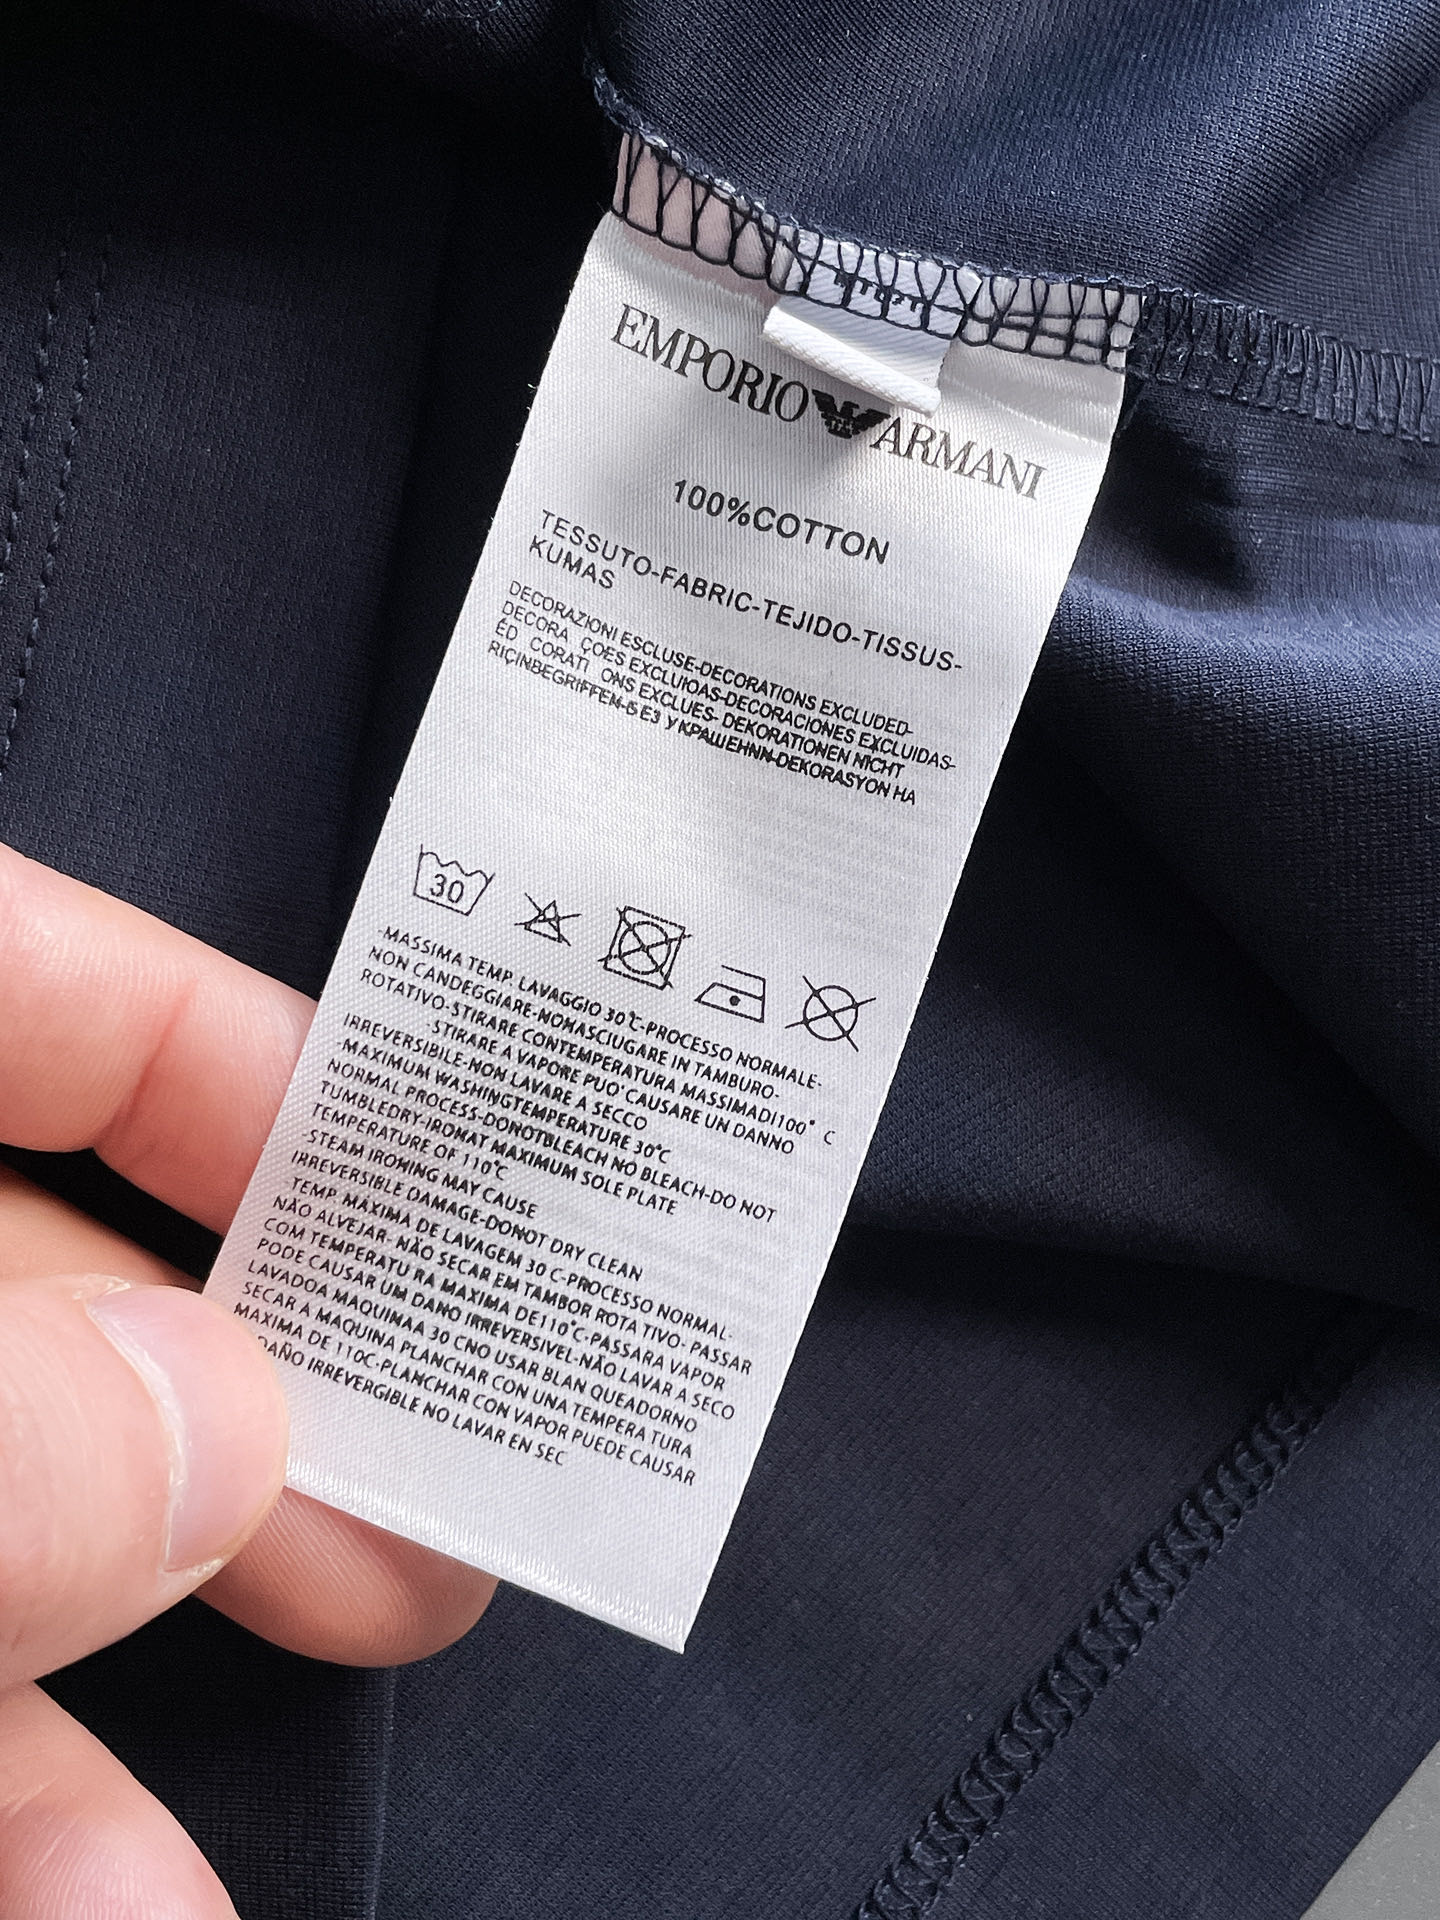 EMPORIO ARMANI
100%COTTON
TESSUTO-FABRIC-TEJIDO-TISSUS-
KUMAS
DECORAZIONI ESCLUSE-DECORATIONS EXCLUDED-
DECORA ÇOES EXCLUIOAS-DECORACIONES EXCLUIDAS-
ÉD CORATI ONS EXCLUES- DEKORATIONEN NICHT
RIÇINBEGRIFFEM-Б ЕЗ УКРАШЕНИN-DEKORASYON HA
30
-MASSIMA TEMP. LAVAGGIO 30℃-PROCESSO NORMALE-
NON CANDEGGIARE-NOMASCIUGARE IN TAMBURO-
ROTATIVO-STIRARE CONTEMPERATURA MASSIMADI100° C
-STIRARE A VAPORE PUO' CAUSARE UN DANNO
IRREVERSIBILE-NON LAVARE A SECCO
-MAXIMUM WASHINGTEMPERATURE 30℃
NORMAL PROCESS-DONOTBLEACH NO BLEACH-DO NOT
TUMBLEDRY-IROMAT MAXIMUM SOLE PLATE
TEMPERATURE OF 110℃
-STEAM IROHING MAY CAUSE
IRREVERSIBLE DAMAGE-DONOT DRY CLEAN
TEMP. MÁXIMA DE LAVAGEM 30 C-PROCESSO NORMAL-
NÃO ALVEJAR- NÃO SECAR EM TAMBOR ROTA TIVO- PASSAR
COM TEMPERATU RA MAXIMA DE110℃-PASSARA VAPOR
PODE CAUSAR UM DANO IRREVERSIVEL-NÃO LAVAR A SECO
LAVADOA MAQUIMAA 30 CNO USAR BLAN QUEADORNO
SECAR A MAQUINA PLANCHAR CON UNA TEMPERA TURA
MAXIMA DE 110C-PLANCHAR CON VAPOR PUEDE CAUSAR
DAÑO IRREVERGIBLE NO LAVAR EN SEC